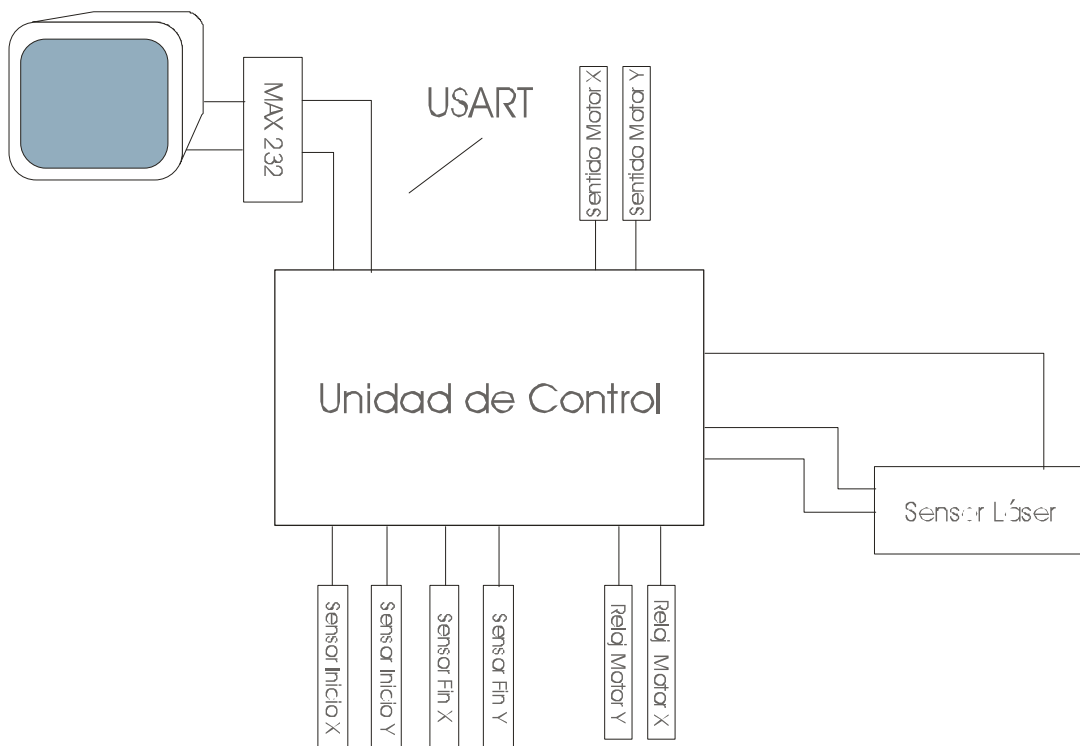 MAX 232
USART
Sentido Motor X
Sentido Motor Y
Unidad de Control
Sensor Láser
Sensor Inicio X
Sensor Inicio Y
Sensor Fin X
Sensor Fin Y
Reloj Motor Y
Reloj Motor X